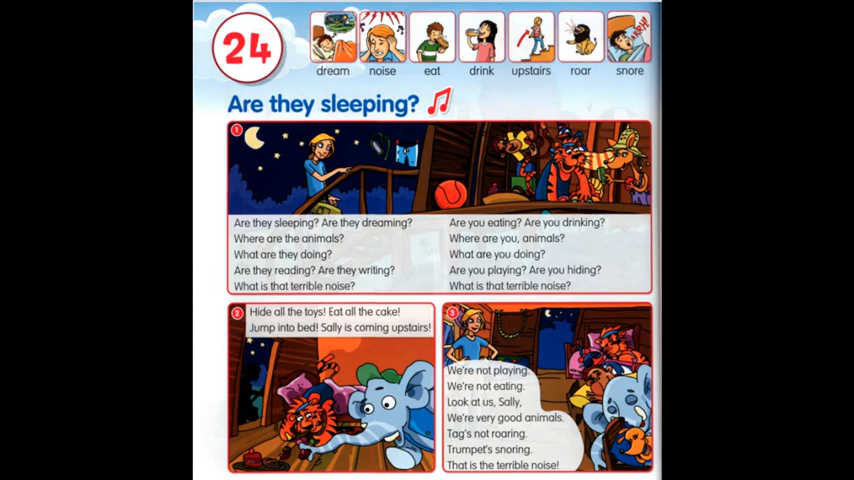 24
dream noise eat drink upstairs roar snore
ARRH!
Are they sleeping?
1
Are they sleeping? Are they dreaming?
Where are the animals?
What are they doing?
Are they reading? Are they writing?
What is that terrible noise?
Are you eating? Are you drinking?
Where are you, animals?
What are you doing?
Are you playing? Are you hiding?
What is that terrible noise?
2
Hide all the toys! Eat all the cake!
Jump into bed! Sally is coming upstairs!
3
We're not playing.
We're not eating.
Look at us, Sally,
We're very good animals.
Tag's not roaring.
Trumpet's snoring.
That is the terrible noise!